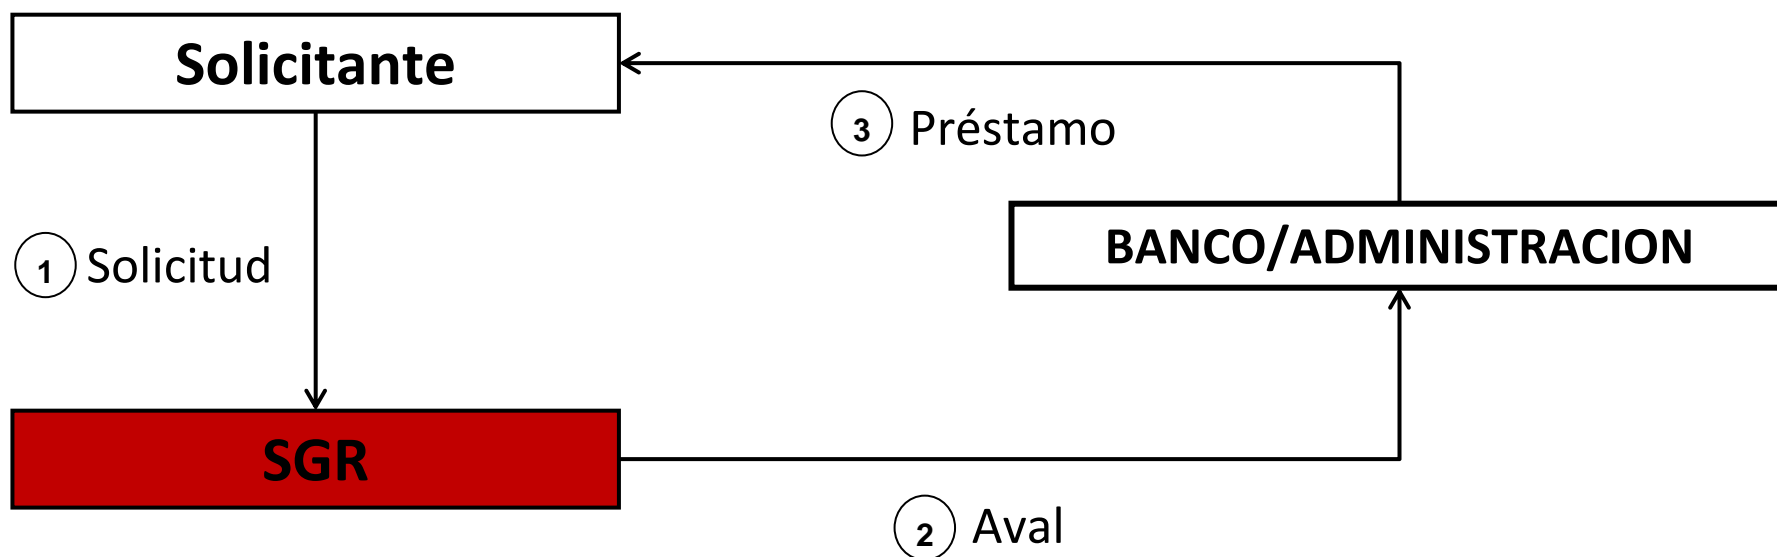 Solicitante
3 Préstamo
BANCO/ADMINISTRACION
1 Solicitud
SGR
2 Aval